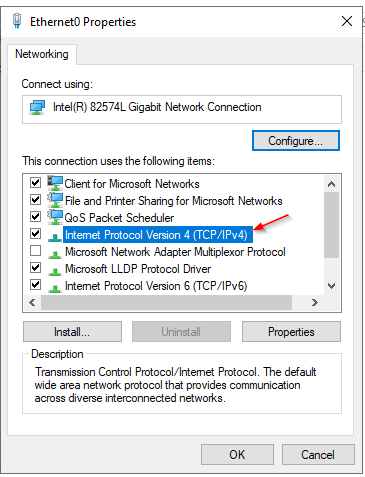 Ethernet0 Properties
Networking
Connect using:
Intel(R) 82574L Gigabit Network Connection
Configure...
This connection uses the following items:
Client for Microsoft Networks
File and Printer Sharing for Microsoft Networks
QoS Packet Scheduler
Internet Protocol Version 4 (TCP/IPv4)
Microsoft Network Adapter Multiplexor Protocol
Microsoft LLDP Protocol Driver
Internet Protocol Version 6 (TCP/IPv6)
Install...
Uninstall
Properties
Description
Transmission Control Protocol/Internet Protocol. The default
wide area network protocol that provides communication
across diverse interconnected networks.
OK
Cancel